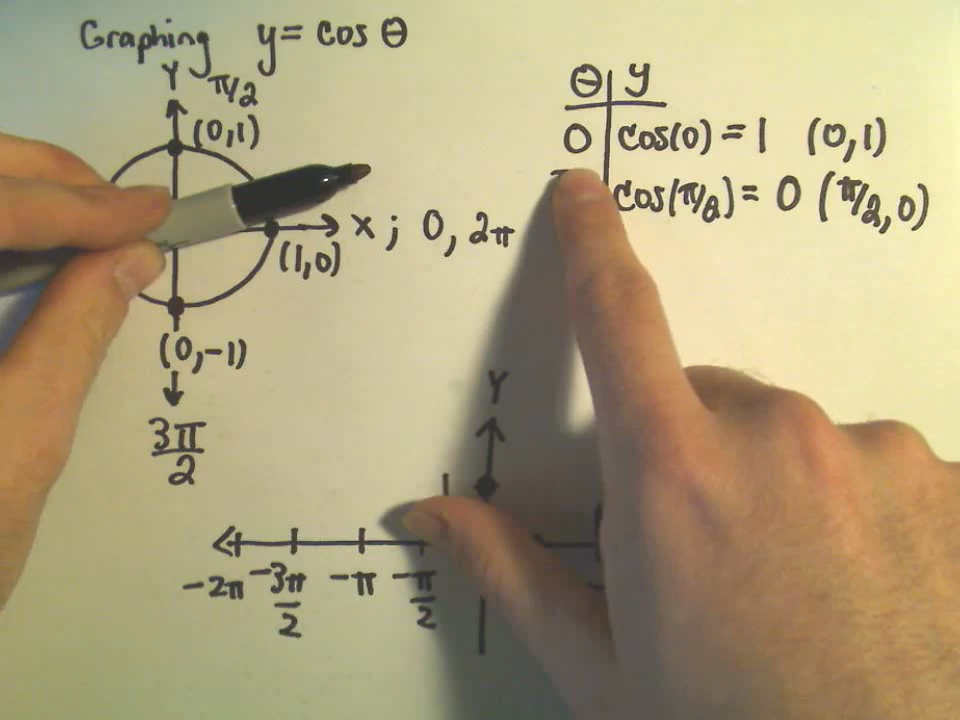 Graphing y = cos θ
Y π/2
(0,1)
x ; 0, 2π
(1,0)
(0,-1)
3π/2
θ y
0 cos(0) = 1 (0,1)
cos(π/2) = 0 (π/2, 0)
Y
-2π -3π/2 -π -π/2